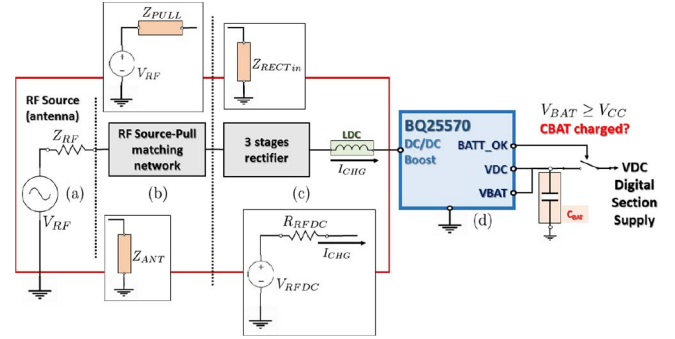 Z_PULL
V_RF
Z_RECTin
RF Source
(antenna)
Z_RF
(a)
V_RF
RF Source-Pull
matching
network
(b)
Z_ANT
3 stages
rectifier
(c)
LDC
I_CHG
R_RFDC
I_CHG
V_RFDC
BQ25570
DC/DC
Boost
BATT_OK
VDC
VBAT
(d)
V_BAT ≥ V_CC
CBAT charged?
C_BAT
VDC
Digital
Section
Supply